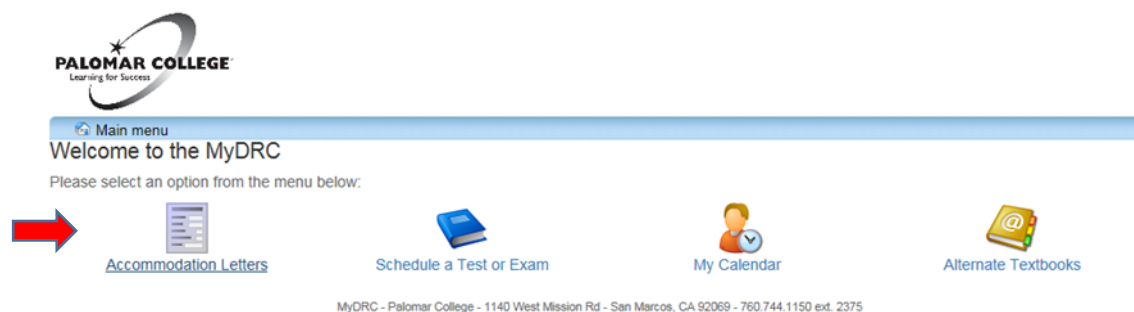 PALOMAR COLLEGE
Learning for Success
Main menu
Welcome to the MyDRC
Please select an option from the menu below:
@
Accommodation Letters Schedule a Test or Exam My Calendar Alternate Textbooks
MyDRC - Palomar College - 1140 West Mission Rd - San Marcos, CA 92069 - 760.744.1150 ext. 2375